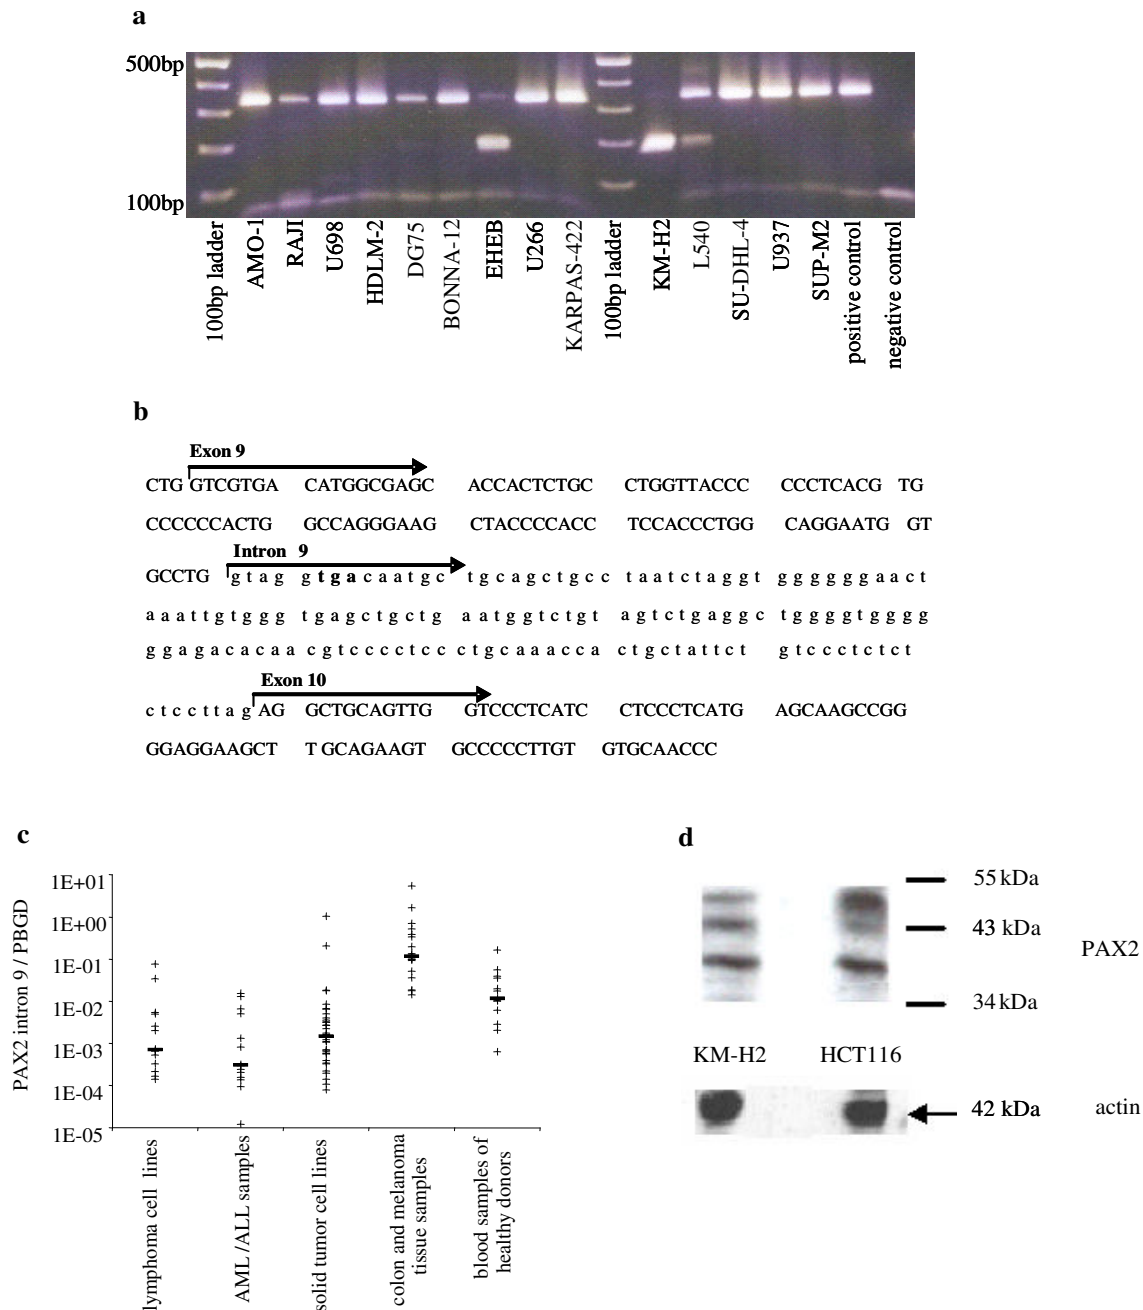 a
500bp
100bp
100bp ladder
AMO-1
RAJI
U698
HDLM-2
DG75
BONNA-12
EHEB
U266
KARPAS-422
100bp ladder
KM-H2
L540
SU-DHL-4
U937
SUP-M2
positive control
negative control
b
Exon 9
CTG GTCGTGA CATGGCGAGC ACCACTCTGC CTGGTTACCC CCCTCACG TG
CCCCCCACTG GCCAGGGAAG CTACCCCACC TCCACCCTGG CAGGAATG GT
Intron 9
GCCTG gtag gtgacaatgc tgcagctgcc taatctaggt ggggggaact
aaattgtggg tgagctgctg aatggtctgt agtctgaggc tggggtgggg
ggagacacaa cgtcccctcc ctgcaaacca ctgctattct gtccctctct
Exon 10
ctccttag AG GCTGCAGTTG GTCCCTCATC CTCCCTCATG AGCAAGCCGG
GGAGGAAGCT T GCAGAAGT GCCCCCTTGT GTGCAACCC
c
PAX2 intron 9 / PBGD
1E+01
1E+00
1E-01
1E-02
1E-03
1E-04
1E-05
lymphoma cell lines
AML /ALL samples
solid tumor cell lines
colon and melanoma
tissue samples
blood samples of
healthy donors
d
55 kDa
43 kDa
PAX2
34 kDa
KM-H2 HCT116
42 kDa actin